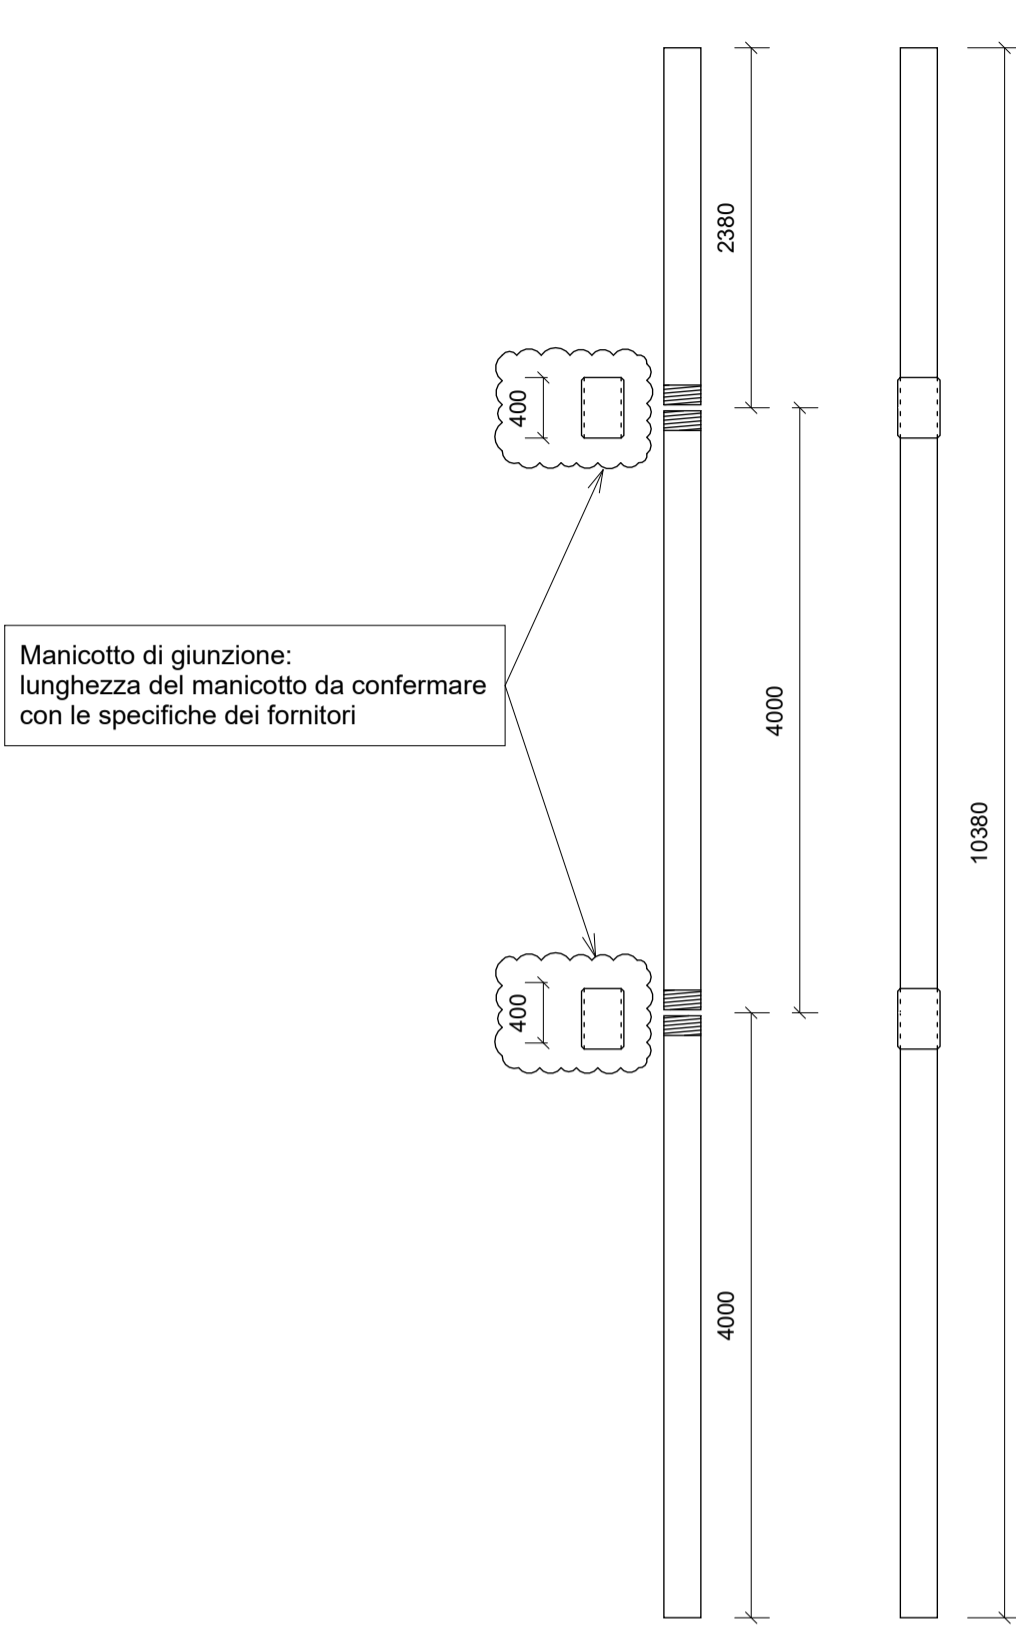 2380
400
Manicotto di giunzione:
lunghezza del manicotto da confermare
con le specifiche dei fornitori
4000
10380
400
4000